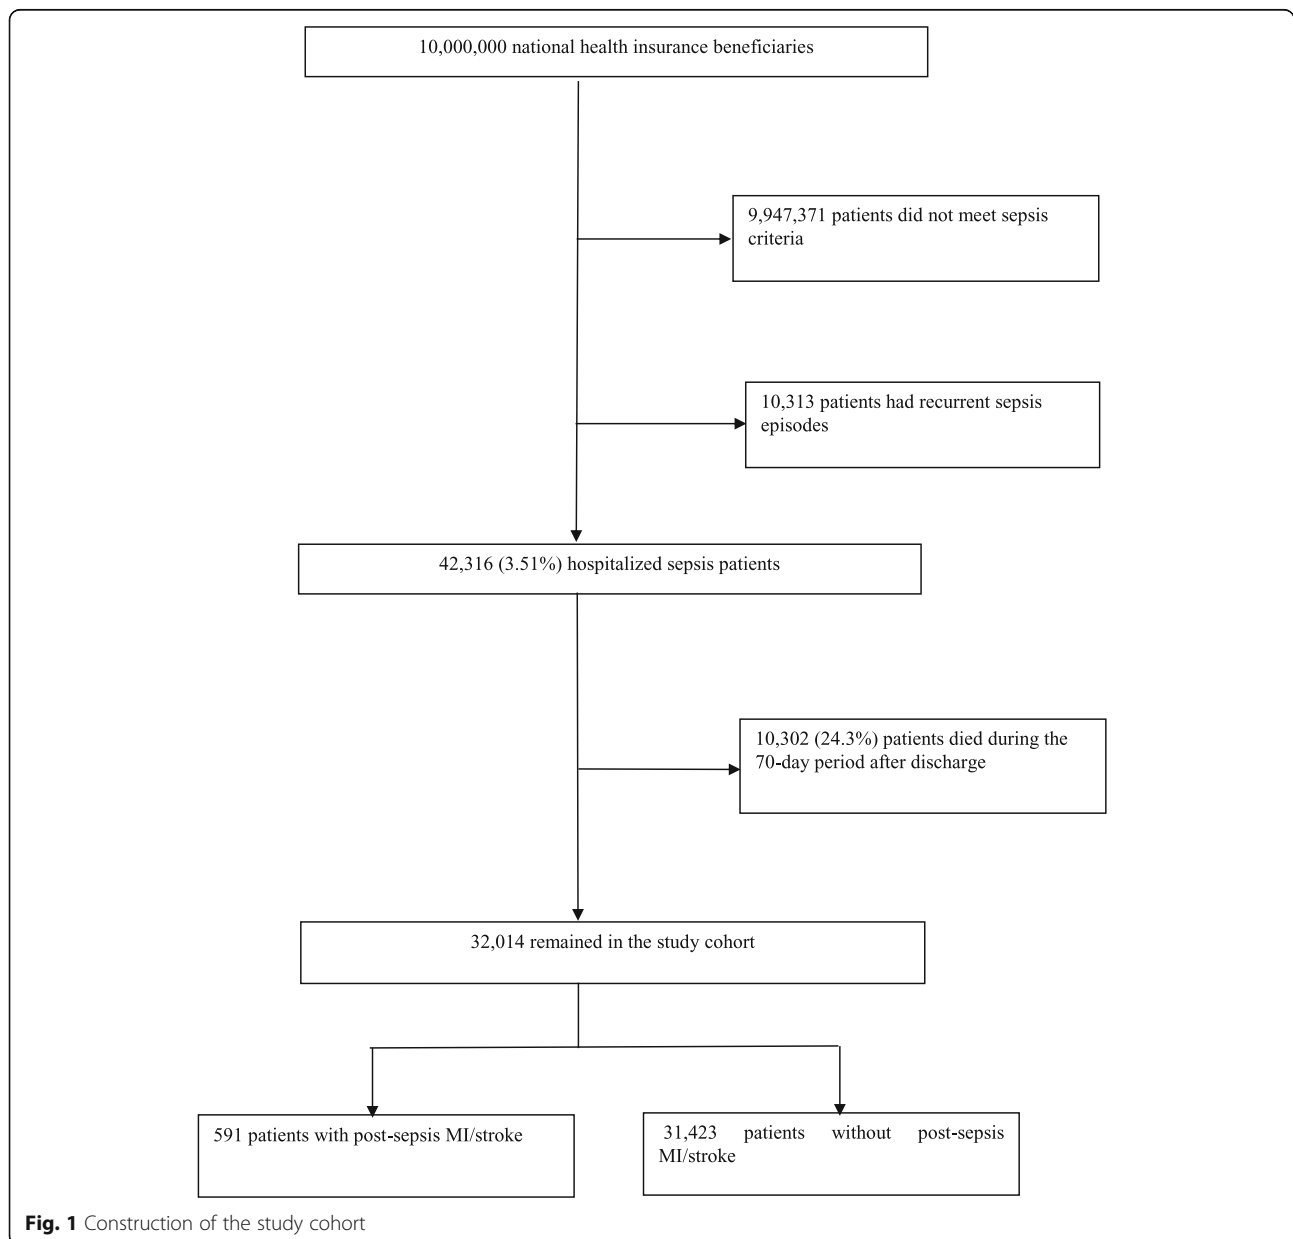 10,000,000 national health insurance beneficiaries
9,947,371 patients did not meet sepsis
criteria
10,313 patients had recurrent sepsis
episodes
42,316 (3.51%) hospitalized sepsis patients
10,302 (24.3%) patients died during the
70-day period after discharge
32,014 remained in the study cohort
591 patients with post-sepsis MI/stroke
31,423 patients without post-sepsis
MI/stroke
Fig. 1 Construction of the study cohort